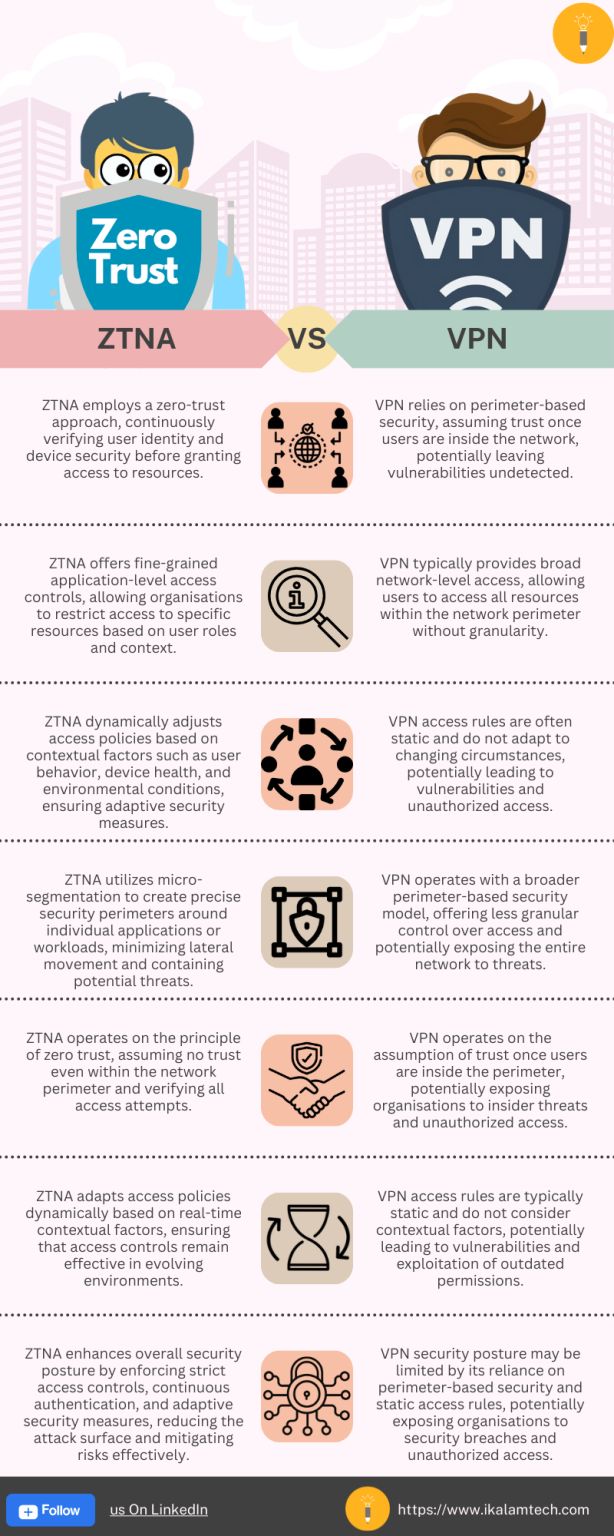 Zero
Trust
VPN
ZTNA
VS
VPN
ZTNA employs a zero-trust
approach, continuously
verifying user identity and
device security before granting
access to resources.
VPN relies on perimeter-based
security, assuming trust once
users are inside the network,
potentially leaving
vulnerabilities undetected.
ZTNA offers fine-grained
application-level access
controls, allowing organisations
to restrict access to specific
resources based on user roles
and context.
VPN typically provides broad
network-level access, allowing
users to access all resources
within the network perimeter
without granularity.
ZTNA dynamically adjusts
access policies based on
contextual factors such as user
behavior, device health, and
environmental conditions,
ensuring adaptive security
measures.
VPN access rules are often
static and do not adapt to
changing circumstances,
potentially leading to
vulnerabilities and
unauthorized access.
ZTNA utilizes micro-
segmentation to create precise
security perimeters around
individual applications or
workloads, minimizing lateral
movement and containing
potential threats.
VPN operates with a broader
perimeter-based security
model, offering less granular
control over access and
potentially exposing the entire
network to threats.
ZTNA operates on the principle
of zero trust, assuming no trust
even within the network
perimeter and verifying all
access attempts.
VPN operates on the
assumption of trust once users
are inside the perimeter,
potentially exposing
organisations to insider threats
and unauthorized access.
ZTNA adapts access policies
dynamically based on real-time
contextual factors, ensuring
that access controls remain
effective in evolving
environments.
VPN access rules are typically
static and do not consider
contextual factors, potentially
leading to vulnerabilities and
exploitation of outdated
permissions.
ZTNA enhances overall security
posture by enforcing strict
access controls, continuous
authentication, and adaptive
security measures, reducing the
attack surface and mitigating
risks effectively.
VPN security posture may be
limited by its reliance on
perimeter-based security and
static access rules, potentially
exposing organisations to
security breaches and
unauthorized access.
Follow
us On LinkedIn
https://www.ikalamtech.com